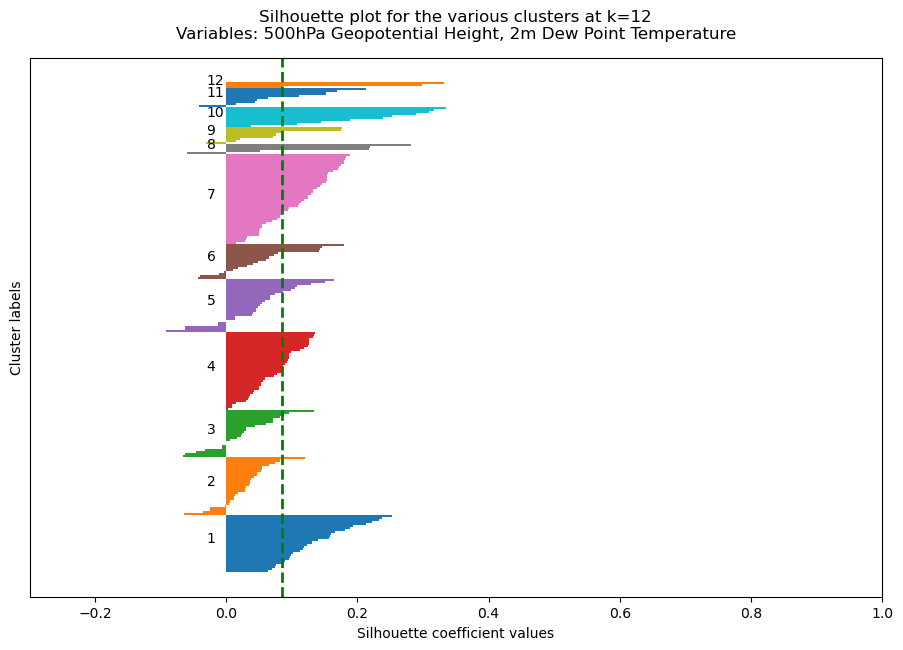 Silhouette plot for the various clusters at k=12
Variables: 500hPa Geopotential Height, 2m Dew Point Temperature
12
11
10
9
8
7
6
5
4
3
2
1
Cluster labels
−0.2 0.0 0.2 0.4 0.6 0.8 1.0
Silhouette coefficient values